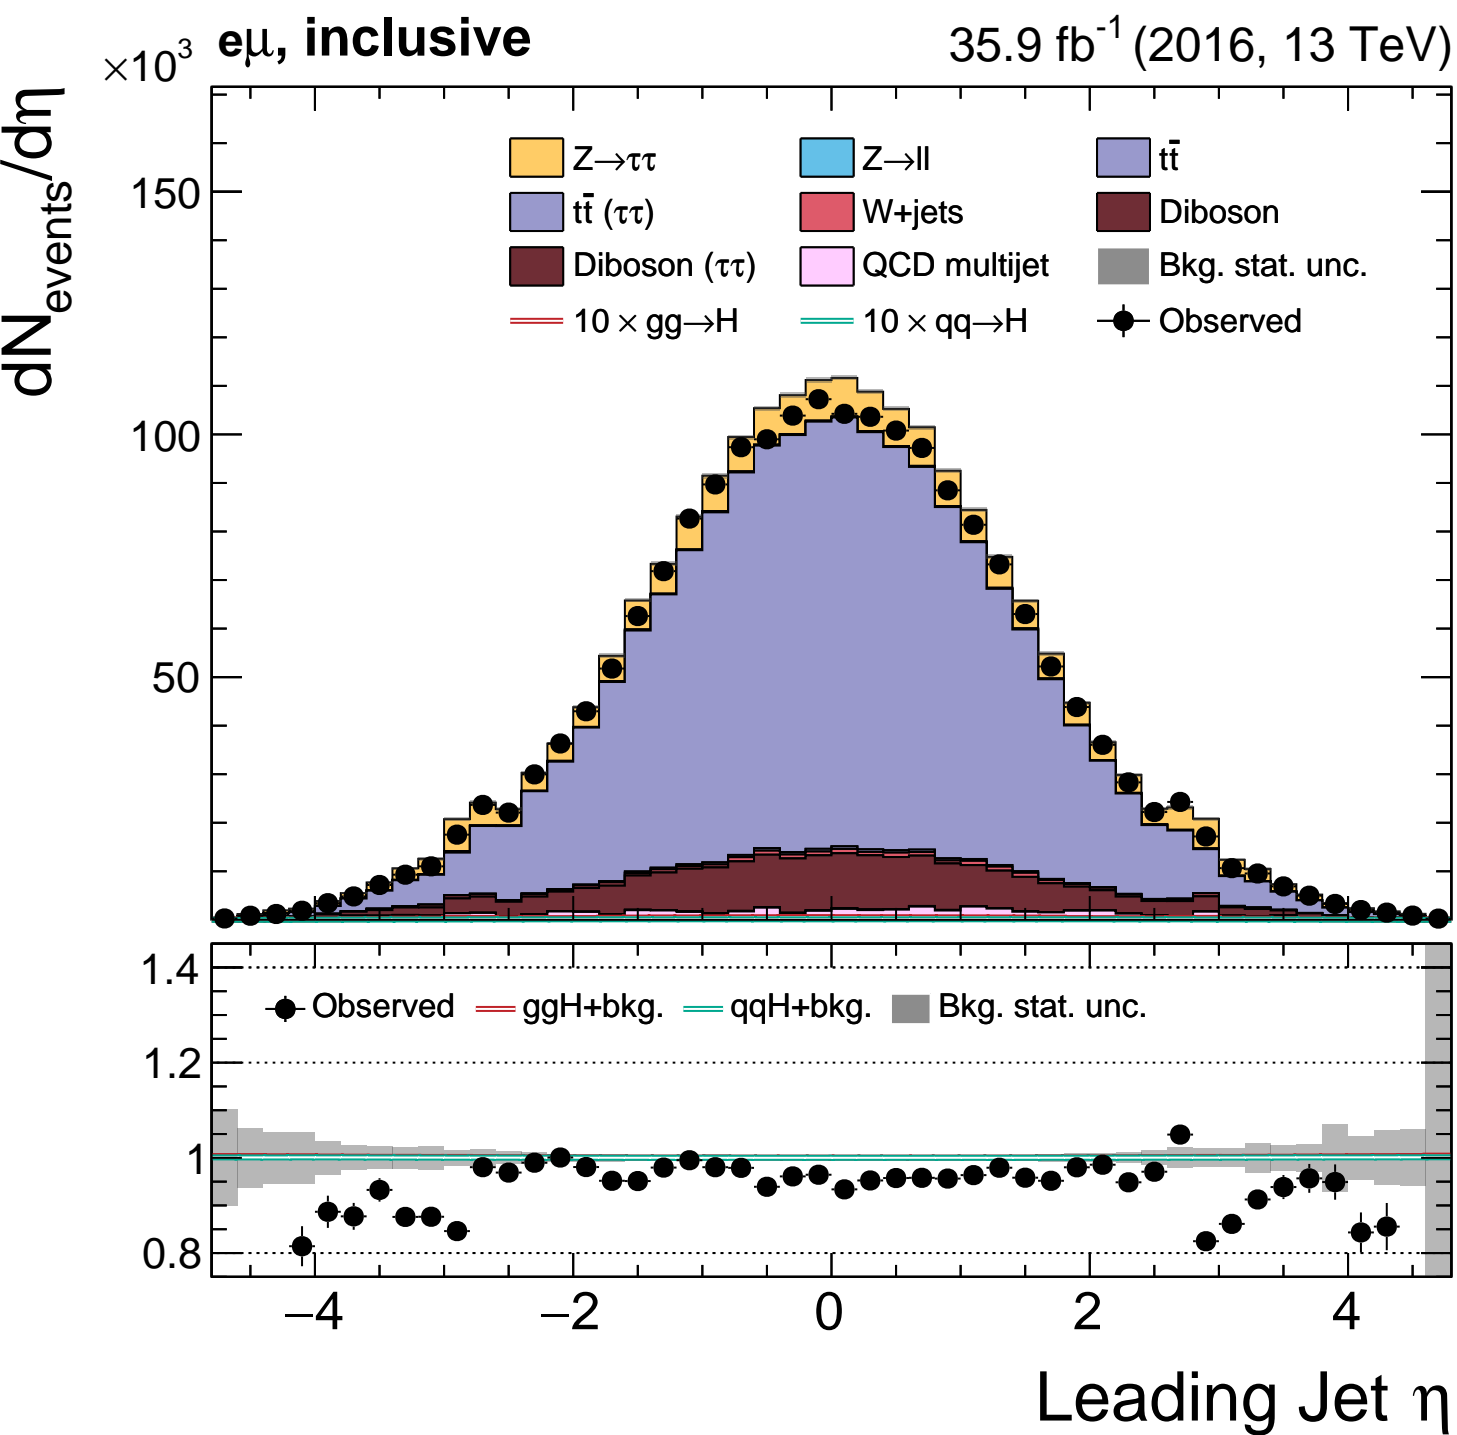 ×10³ eμ, inclusive 35.9 fb⁻¹ (2016, 13 TeV)
dN_events/dη
150
100
50
Z→ττ Z→ll tt̄
tt̄ (ττ) W+jets Diboson
Diboson (ττ) QCD multijet Bkg. stat. unc.
10 × gg→H 10 × qq→H Observed
1.4
1.2
1
0.8
Observed ggH+bkg. qqH+bkg. Bkg. stat. unc.
−4 −2 0 2 4
Leading Jet η